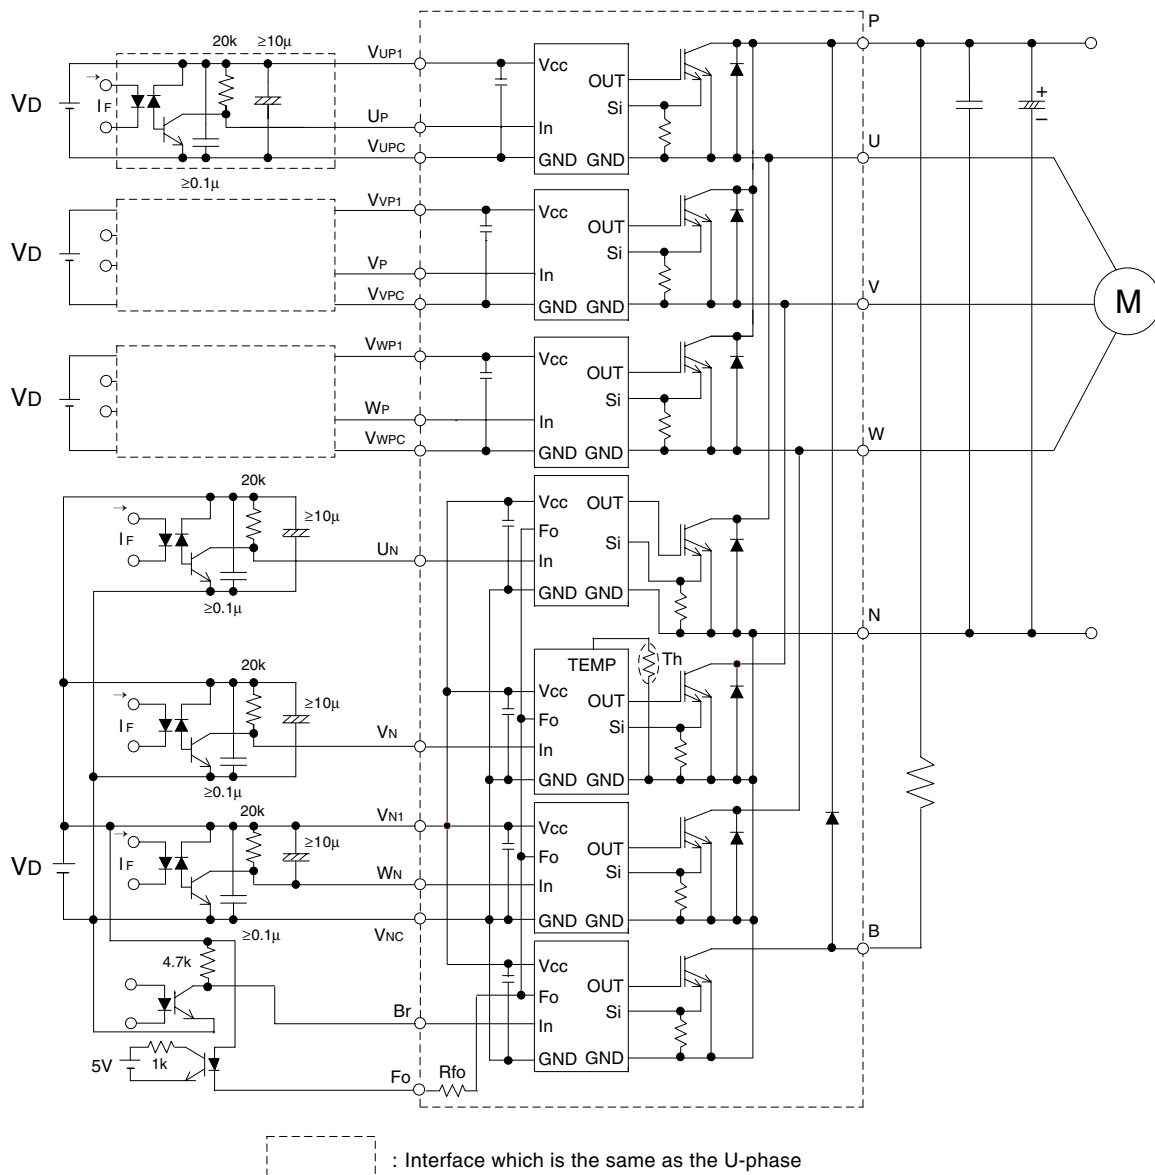 P
20k ≥10μ
VUP1
Vcc
OUT
Si
VD
IF
UP
In
VUPC
GND GND
U
≥0.1μ
+
–
VVP1
Vcc
OUT
Si
VD
VP
In
VVPC
GND GND
V
M
VWP1
Vcc
OUT
Si
VD
WP
In
VWPC
GND GND
W
20k
≥10μ
IF
UN
≥0.1μ
Vcc OUT
Fo
Si
In
GND GND
N
20k
≥10μ
IF
VN
≥0.1μ
TEMP
Th
Vcc
OUT
Fo
Si
In
GND GND
20k
≥10μ
VN1
IF
VD
WN
≥0.1μ
VNC
Vcc
OUT
Fo
Si
In
GND GND
B
4.7k
Br
Vcc
OUT
Fo
Si
In
GND GND
5V
1k
Fo
Rfo
: Interface which is the same as the U-phase